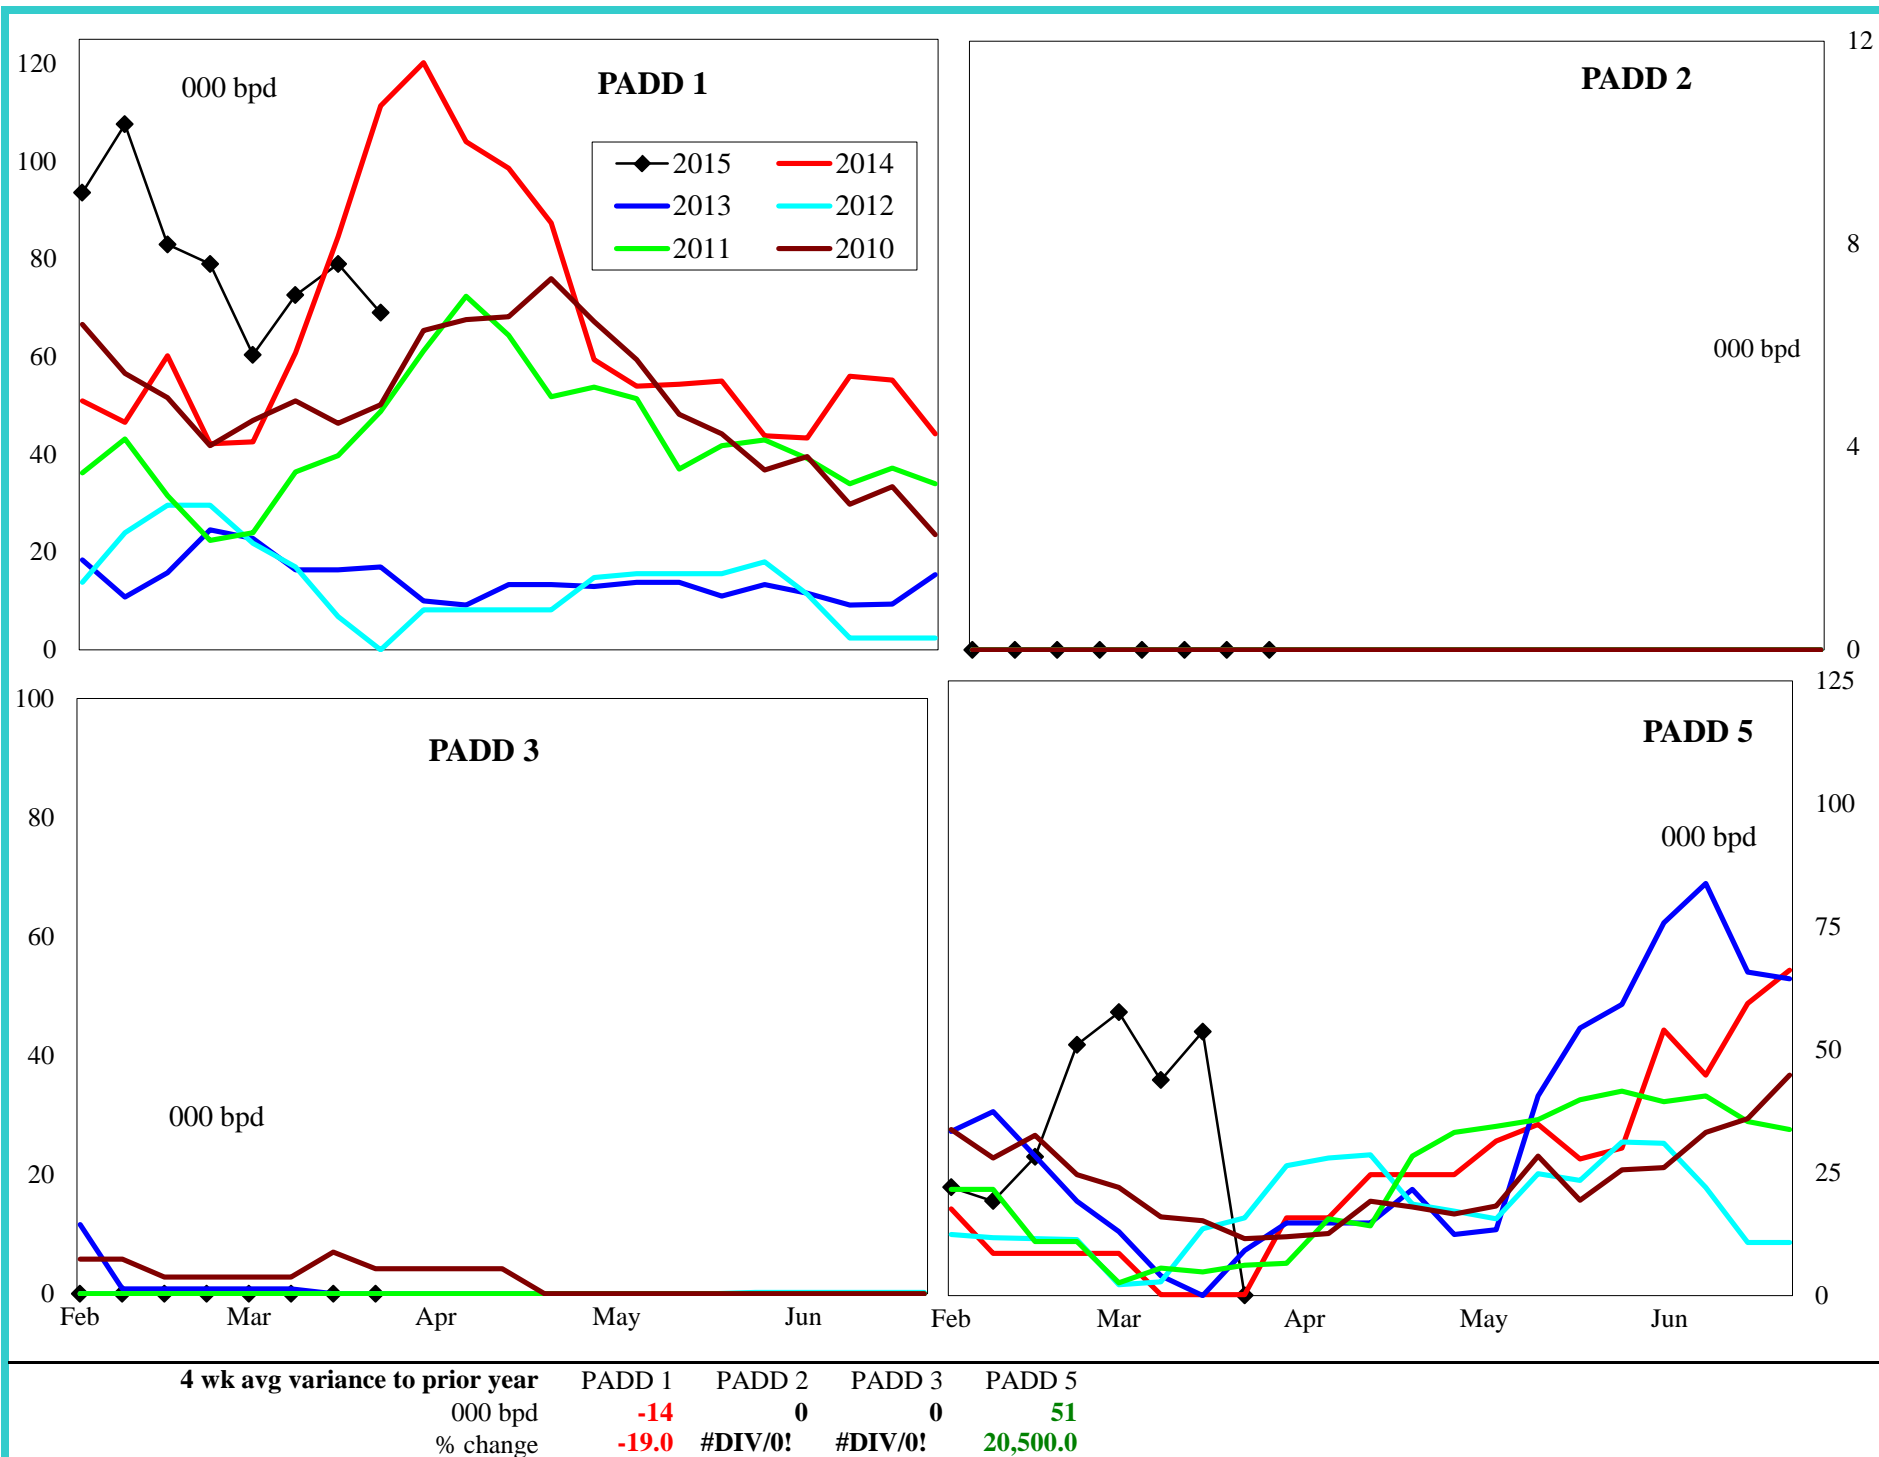 120
100
80
60
40
20
0
000 bpd
PADD 1
2015
2014
2013
2012
2011
2010
PADD 2
000 bpd
12
8
4
0
100
80
60
40
20
0
PADD 3
000 bpd
Feb Mar Apr May Jun
PADD 5
000 bpd
125
100
75
50
25
0
Feb Mar Apr May Jun
4 wk avg variance to prior year PADD 1 PADD 2 PADD 3 PADD 5
000 bpd -14 0 0 51
% change -19.0 #DIV/0! #DIV/0! 20,500.0